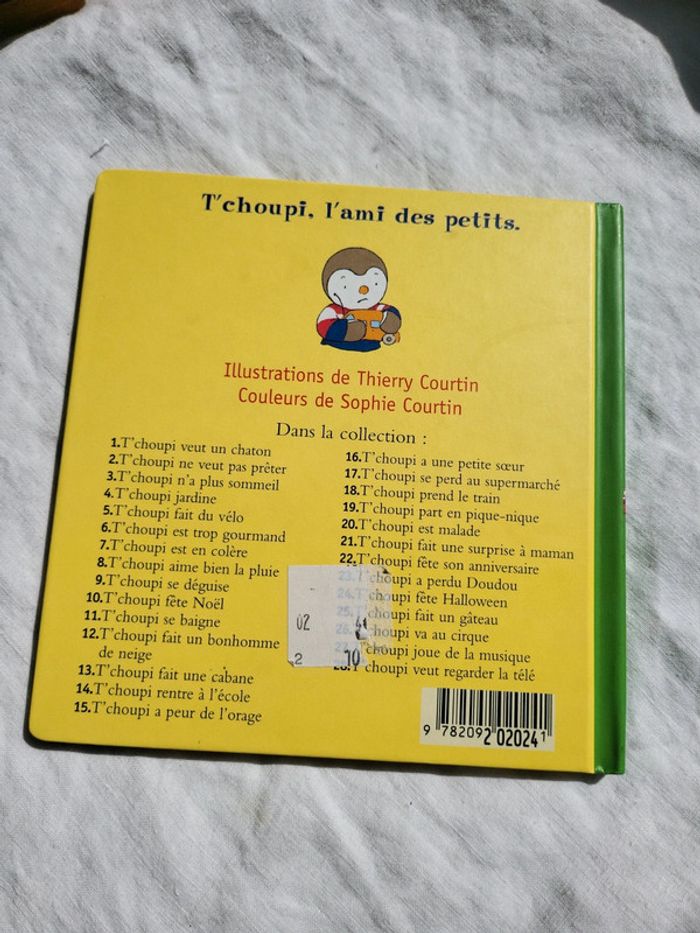 T'choupi, l'ami des petits.
Illustrations de Thierry Courtin
Couleurs de Sophie Courtin
Dans la collection :
1.T'choupi veut un chaton
2.T'choupi ne veut pas prêter
3.T'choupi n'a plus sommeil
4.T'choupi jardine
5.T'choupi fait du vélo
6.T'choupi est trop gourmand
7.T'choupi est en colère
8.T'choupi aime bien la pluie
9.T'choupi se déguise
10.T'choupi fête Noël
11.T'choupi se baigne
12.T'choupi fait un bonhomme
de neige
13.T'choupi fait une cabane
14.T'choupi rentre à l'école
15.T'choupi a peur de l'orage
16.T'choupi a une petite sœur
17.T'choupi se perd au supermarché
18.T'choupi prend le train
19.T'choupi part en pique-nique
20.T'choupi est malade
21.T'choupi fait une surprise à maman
22.T'choupi fête son anniversaire
23.T'choupi a perdu Doudou
24.T'choupi fête Halloween
25.T'choupi fait un gâteau
26.T'choupi va au cirque
27.T'choupi joue de la musique
28.T'choupi veut regarder la télé
02
2
10
9 782092 020241